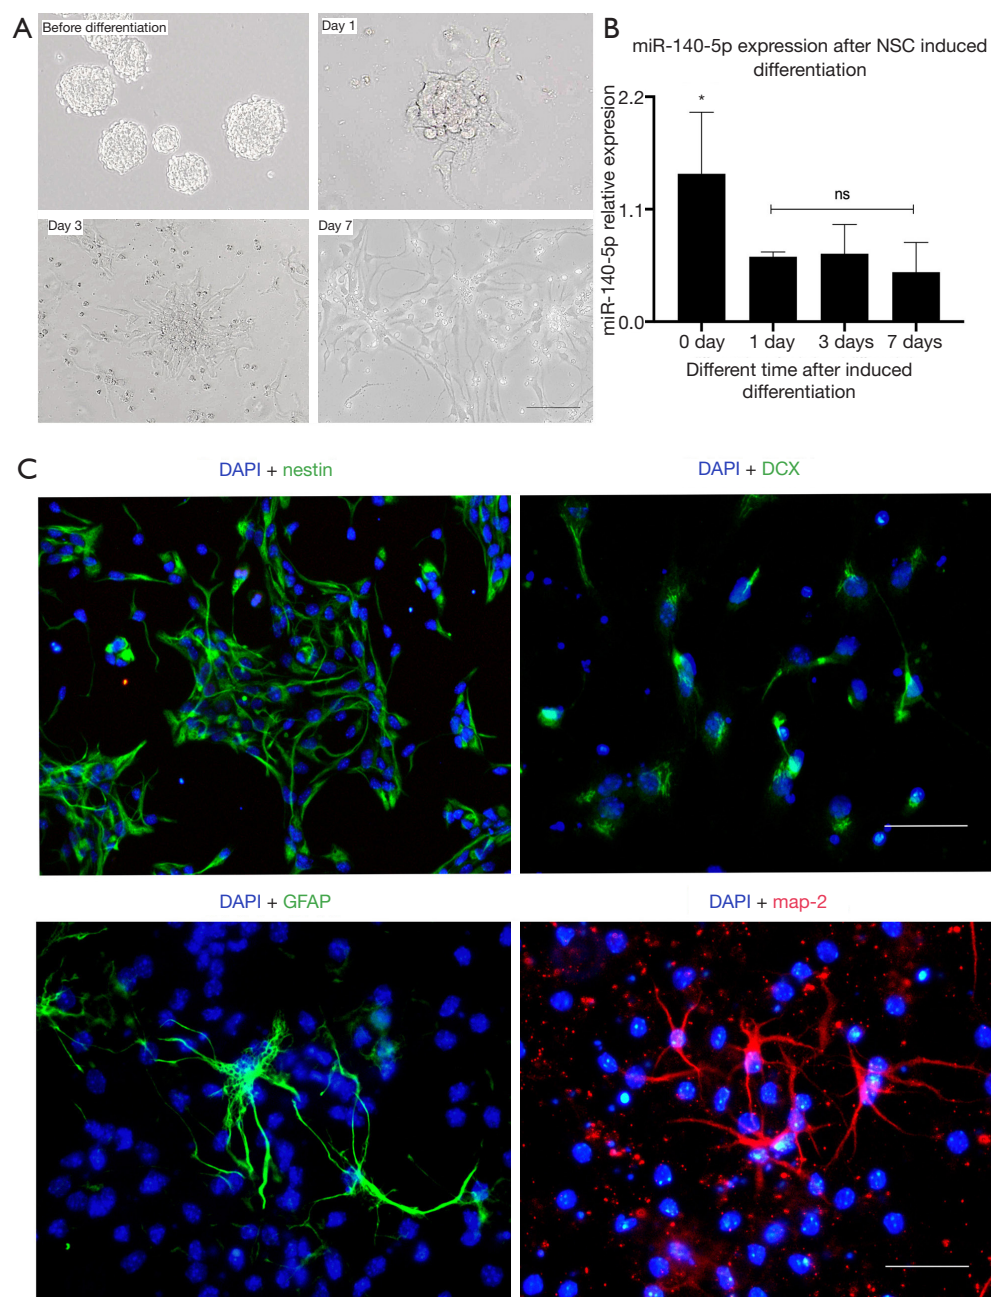 A
Before differentiation
Day 1
Day 3
Day 7
B
miR-140-5p expression after NSC induced
differentiation
miR-140-5p relative expresion
2.2
1.1
0.0
*
ns
0 day
1 day
3 days
7 days
Different time after induced
differentiation
C
DAPI + nestin
DAPI + DCX
DAPI + GFAP
DAPI + map-2